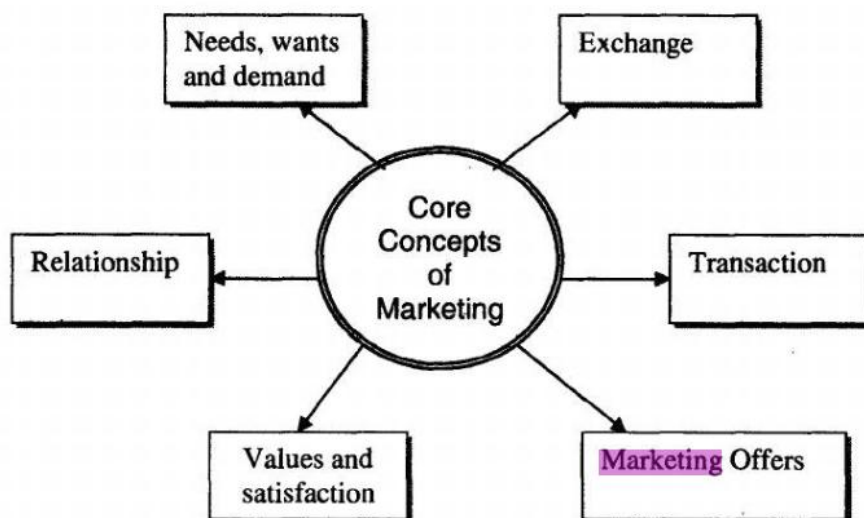 Needs, wants
and demand
Exchange
Core
Concepts
of
Marketing
Relationship
Transaction
Values and
satisfaction
Marketing Offers